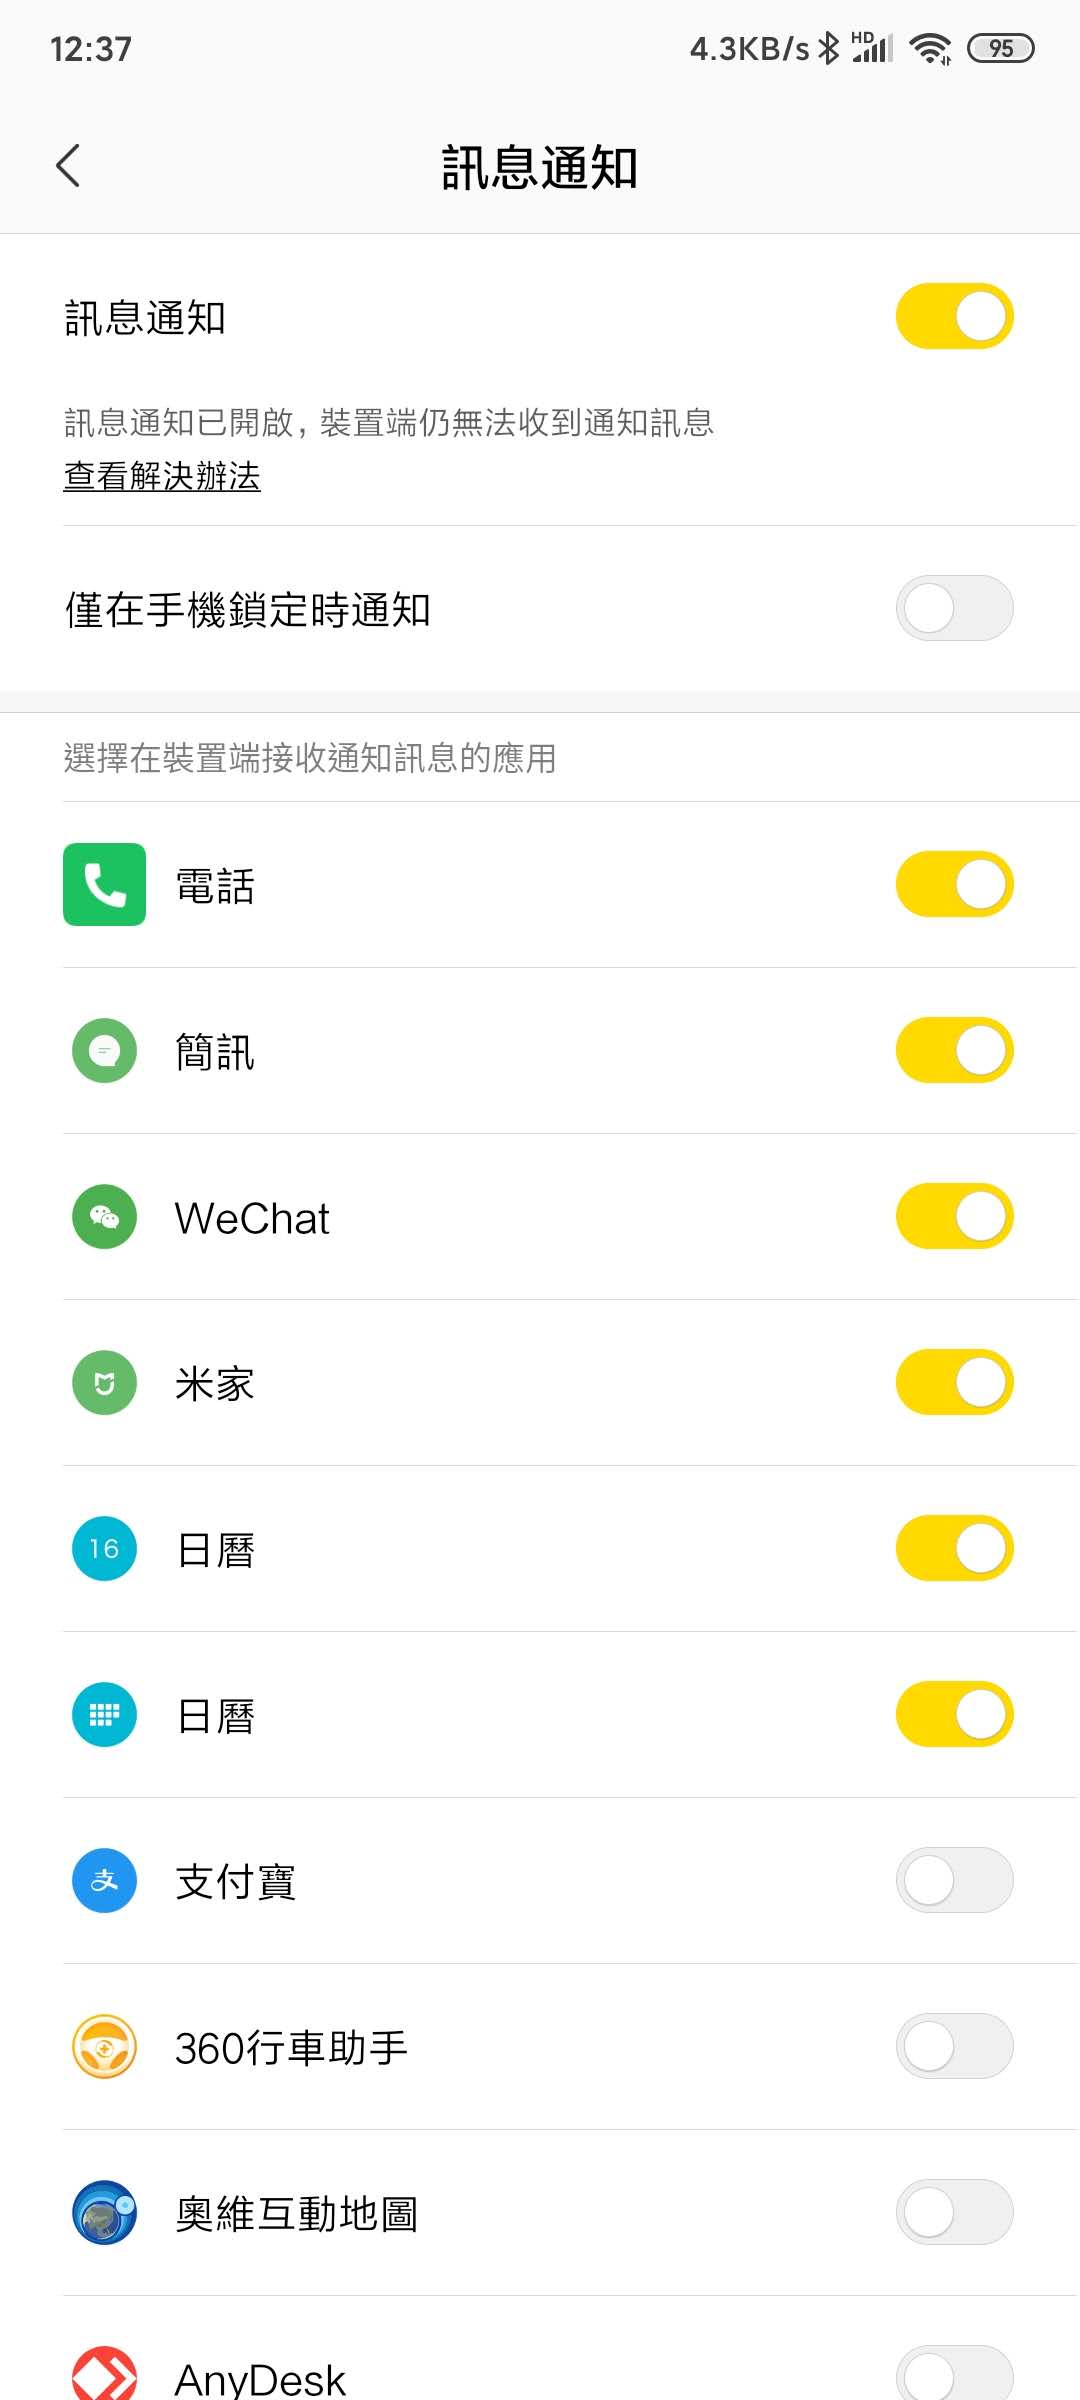 12:37
4.3KB/s HD 95
訊息通知
訊息通知
訊息通知已開啟, 裝置端仍無法收到通知訊息
查看解決辦法
僅在手機鎖定時通知
選擇在裝置端接收通知訊息的應用
電話
簡訊
WeChat
米家
16
日曆
日曆
支
支付寶
360行車助手
奧維互動地圖
AnyDesk